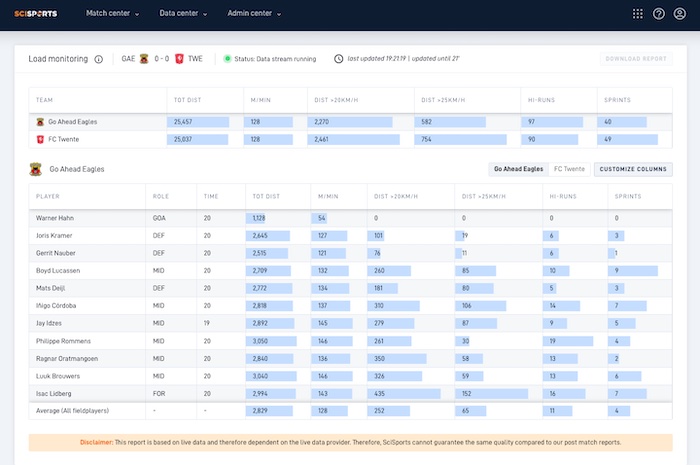 SCISPORTS Match center Data center Admin center
Load monitoring GAE 0 - 0 TWE Status: Data stream running last updated 19:21:19 | updated until 21' DOWNLOAD REPORT
TEAM TOT DIST M/MIN DIST >20KM/H DIST >25KM/H HI-RUNS SPRINTS
Go Ahead Eagles 25,457 128 2,270 582 97 40
FC Twente 25,037 128 2,461 754 90 49
Go Ahead Eagles Go Ahead Eagles FC Twente CUSTOMIZE COLUMNS
PLAYER ROLE TIME TOT DIST M/MIN DIST >20KM/H DIST >25KM/H HI-RUNS SPRINTS
Warner Hahn GOA 20 1,128 54 0 0 0 0
Joris Kramer DEF 20 2,645 127 101 19 6 3
Gerrit Nauber DEF 20 2,515 121 76 11 6 1
Boyd Lucassen MID 20 2,709 132 260 85 10 9
Mats Deijl DEF 20 2,772 134 181 80 5 3
Iñigo Córdoba MID 20 2,818 137 310 106 14 7
Jay Idzes MID 19 2,892 145 279 87 9 5
Philippe Rommens MID 20 3,050 146 261 30 19 4
Ragnar Oratmangoen MID 20 2,840 136 350 58 13 2
Luuk Brouwers MID 20 3,040 146 326 59 13 6
Isac Lidberg FOR 20 2,994 143 435 152 16 7
Average (All fieldplayers) - - 2,829 128 252 65 11 4
Disclaimer: This report is based on live data and therefore dependent on the live data provider. Therefore, SciSports cannot guarantee the same quality compared to our post match reports.